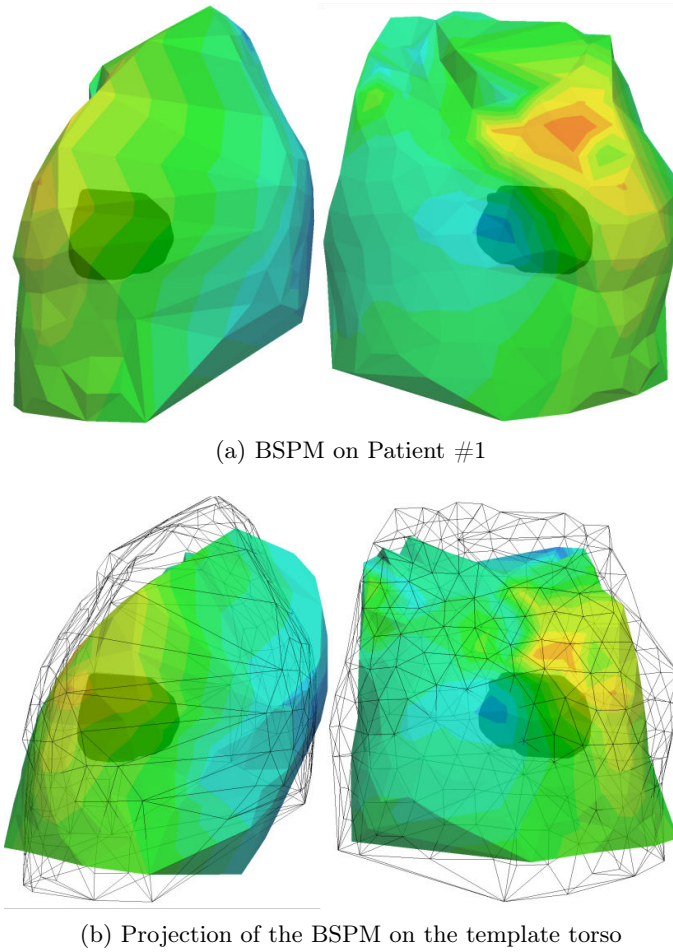 (a) BSPM on Patient #1
(b) Projection of the BSPM on the template torso